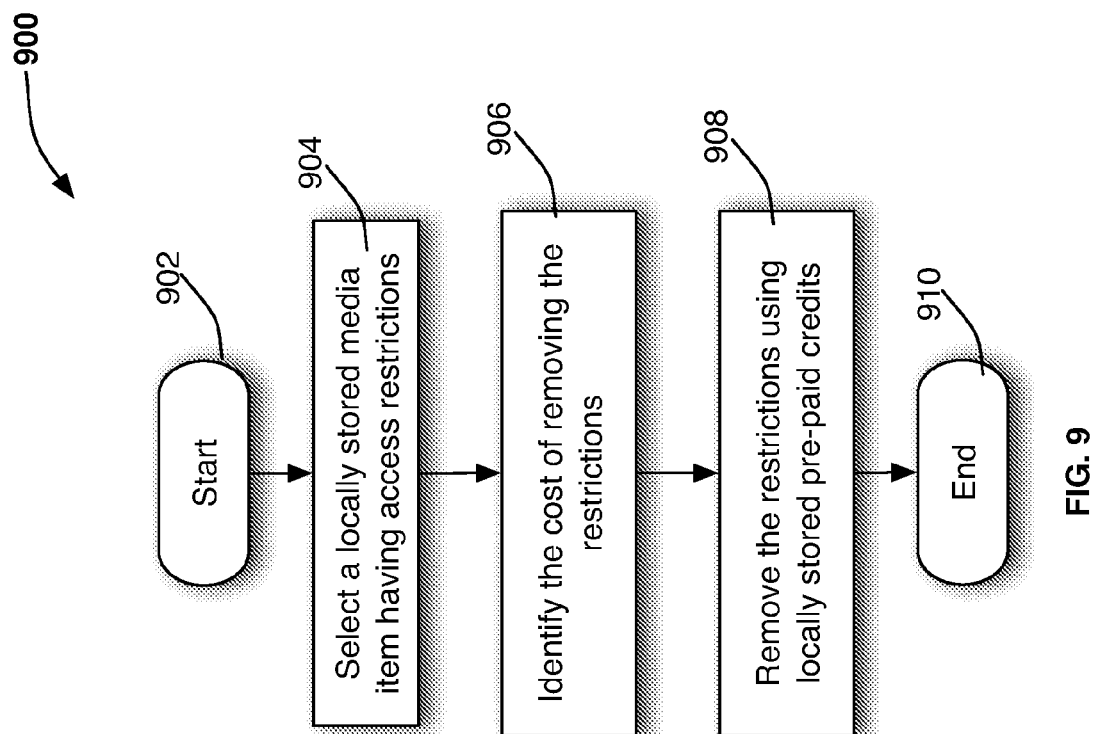 900
902
Start
904
Select a locally stored media
item having access restrictions
906
Identify the cost of removing the
restrictions
908
Remove the restrictions using
locally stored pre-paid credits
910
End
FIG. 9